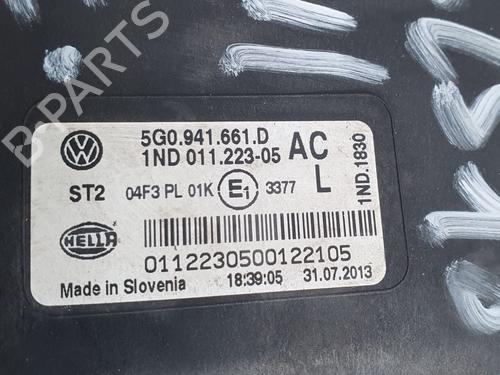 B-PARTS
5G0.941.661.D
1ND 011.223-05
AC
L
1ND.1830
ST2
04F3 PL 01K
E1
3377
HELLA
0112230500122105
Made in Slovenia
18:39:05
31.07.2013